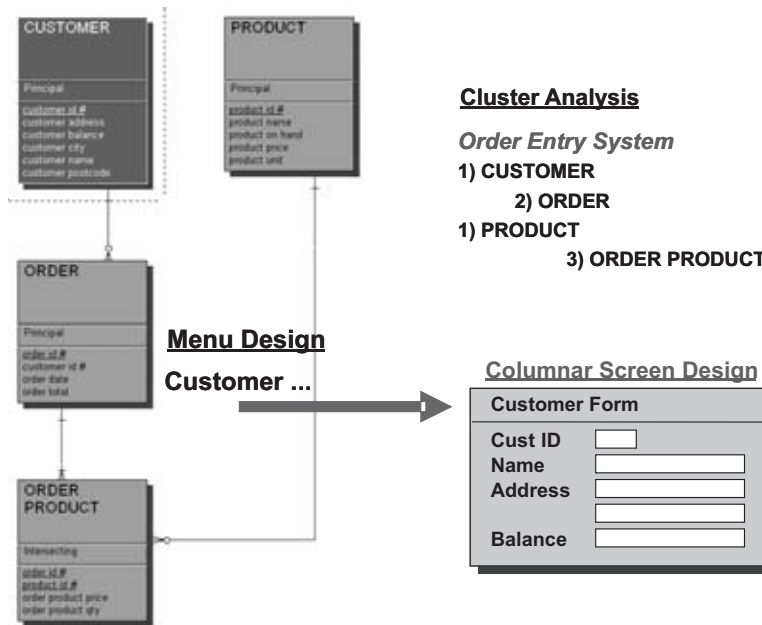 CUSTOMER
Principal
customer id #
customer address
customer balance
customer city
customer name
customer postcode
PRODUCT
Principal
product id #
product name
product on hand
product price
product unit
Cluster Analysis
Order Entry System
1) CUSTOMER
2) ORDER
1) PRODUCT
3) ORDER PRODUCT
ORDER
Principal
order id #
customer id #
order date
order total
Menu Design
Customer ...
ORDER
PRODUCT
Intersecting
order id #
product id #
order product price
order product qty
Columnar Screen Design
Customer Form
Cust ID
Name
Address
Balance